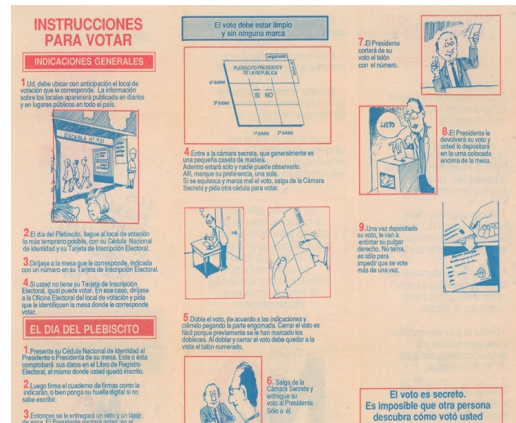 INSTRUCCIONES
PARA VOTAR
INDICACIONES GENERALES
1 Ud. debe ubicar con anticipación el local de
votación que le corresponde. La información
sobre los locales aparecerá publicada en diarios
y en lugares públicos en todo el país.
2. El día del Plebiscito, llegue al local de votación
lo más temprano posible, con su Cédula Nacional
de Identidad y su Tarjeta de Inscripción Electoral.
3. Diríjase a la mesa que le corresponde, indicada
con un número en su Tarjeta de Inscripción Electoral.
4. Si usted no tiene su Tarjeta de Inscripción
Electoral, igual puede votar. En ese caso, diríjase
a la Oficina Electoral del local de votación y pida
que le identifiquen la mesa donde le corresponde
votar.
EL DIA DEL PLEBISCITO
1. Presente su Cédula Nacional de Identidad al
Presidente o Presidenta de su mesa. Este o ésta
comprobará sus datos en el Libro de Registro
Electoral, el mismo donde usted quedó inscrito.
2. Luego firme el cuaderno de firmas como le
indicarán, o bien ponga su huella digital si no
sabe escribir.
3. Entonces se le entregará un voto y un lápiz
El voto debe estar limpio
y sin ninguna marca
engomado
PLEBISCITO PRESIDENTE
DE LA REPUBLICA
SI NO
4º doblez
3º doblez
1º doblez 2º doblez
4. Entre a la cámara secreta, que generalmente es
una pequeña caseta de madera.
Adentro estará solo y nadie puede observarlo.
Allí, marque su preferencia, una sola.
Si se equivoca y marca mal el voto, salga de la Cámara
Secreta y pida otra cédula para votar.
5. Doble el voto, de acuerdo a las indicaciones y
ciérrelo pegando la parte engomada. Cerrar el voto es
fácil porque previamente se le han marcado los
dobleces. Al doblar y cerrar el voto debe quedar a la
vista el talón numerado.
6. Salga de la
Cámara Secreta y
entregue su
voto al Presidente.
Sólo a él.
7. El Presidente
cortará de su
voto el talón
con el número.
LISTO
8. El Presidente le
devolverá su voto y
usted lo depositará
en la urna colocada
encima de la mesa.
9. Una vez depositado
su voto, le van a
entintar su pulgar
derecho. No tema,
es sólo para
impedir que se vote
más de una vez.
El voto es secreto.
Es imposible que otra persona
descubra cómo votó usted